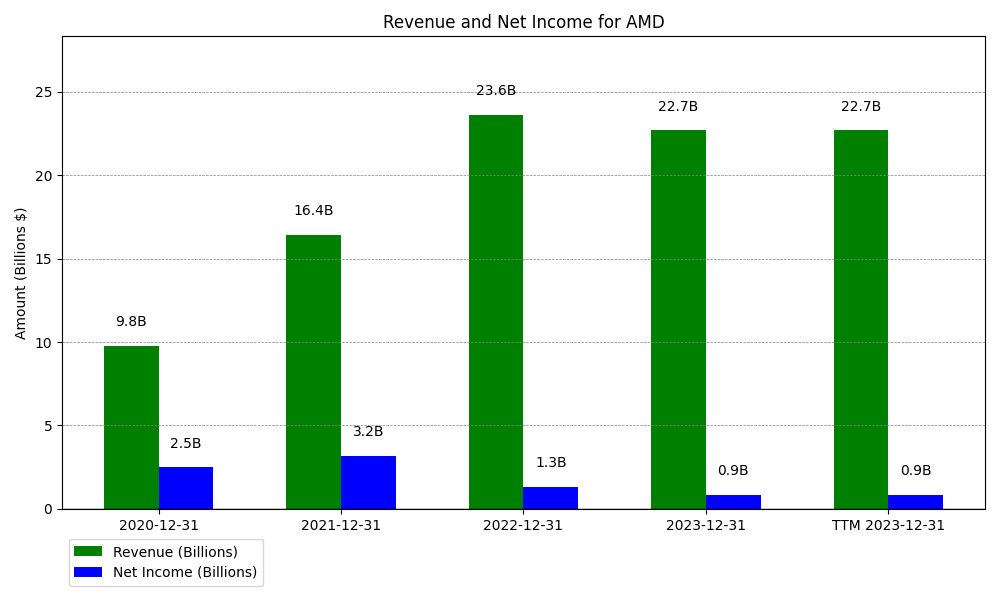 Revenue and Net Income for AMD
Amount (Billions $)
25
20
15
10
5
0
9.8B
2.5B
16.4B
3.2B
23.6B
1.3B
22.7B
0.9B
22.7B
0.9B
2020-12-31
2021-12-31
2022-12-31
2023-12-31
TTM 2023-12-31
Revenue (Billions)
Net Income (Billions)